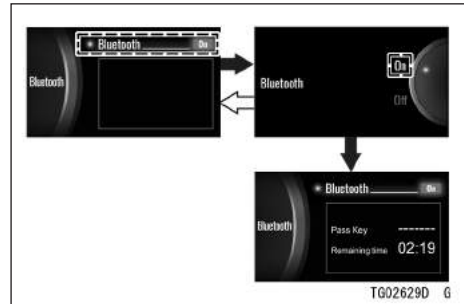 Bluetooth On
Bluetooth
Bluetooth
On
Off
Bluetooth On
Bluetooth
Pass Key -------
Remaining time 02:19
TG02629D G